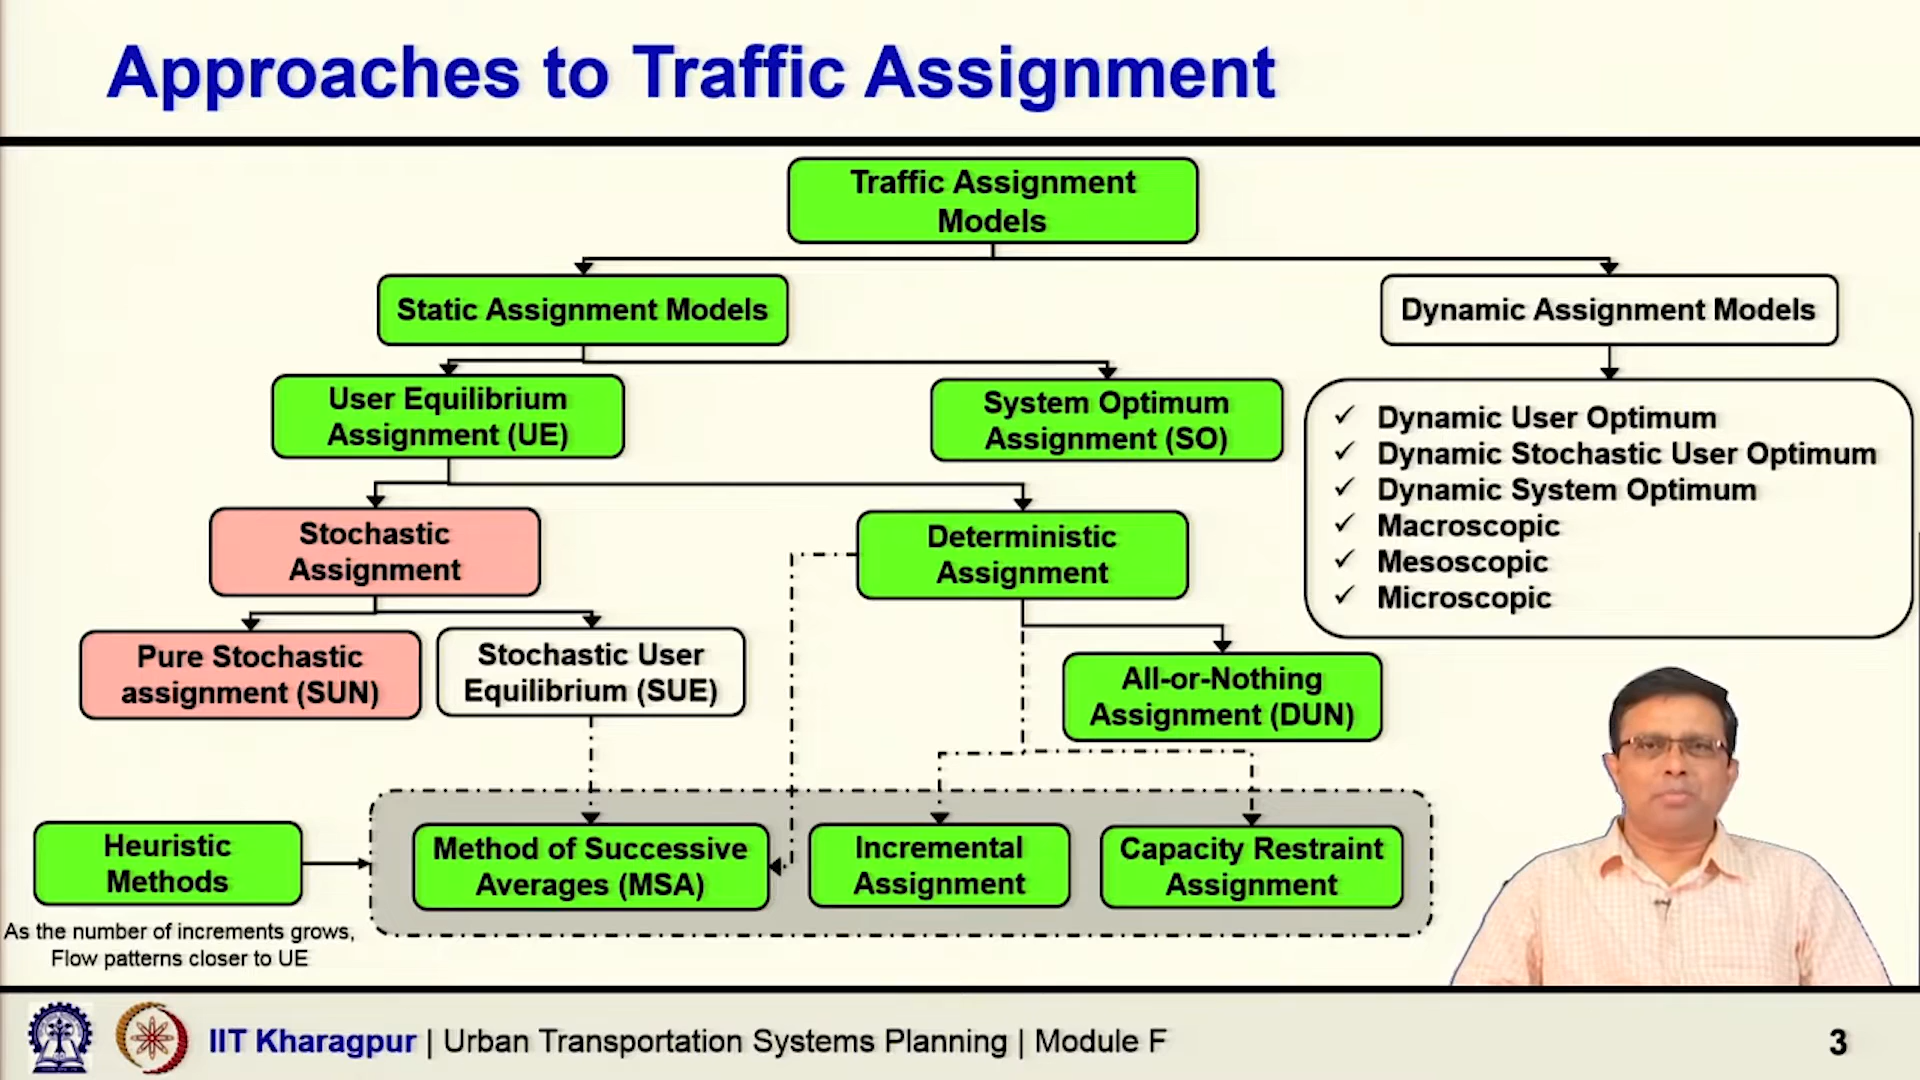 Approaches to Traffic Assignment
Traffic Assignment
Models
Static Assignment Models
Dynamic Assignment Models
User Equilibrium
Assignment (UE)
System Optimum
Assignment (SO)
✓ Dynamic User Optimum
✓ Dynamic Stochastic User Optimum
✓ Dynamic System Optimum
✓ Macroscopic
✓ Mesoscopic
✓ Microscopic
Stochastic
Assignment
Deterministic
Assignment
Pure Stochastic
assignment (SUN)
Stochastic User
Equilibrium (SUE)
All-or-Nothing
Assignment (DUN)
Heuristic
Methods
Method of Successive
Averages (MSA)
Incremental
Assignment
Capacity Restraint
Assignment
As the number of increments grows,
Flow patterns closer to UE
IIT Kharagpur | Urban Transportation Systems Planning | Module F
3